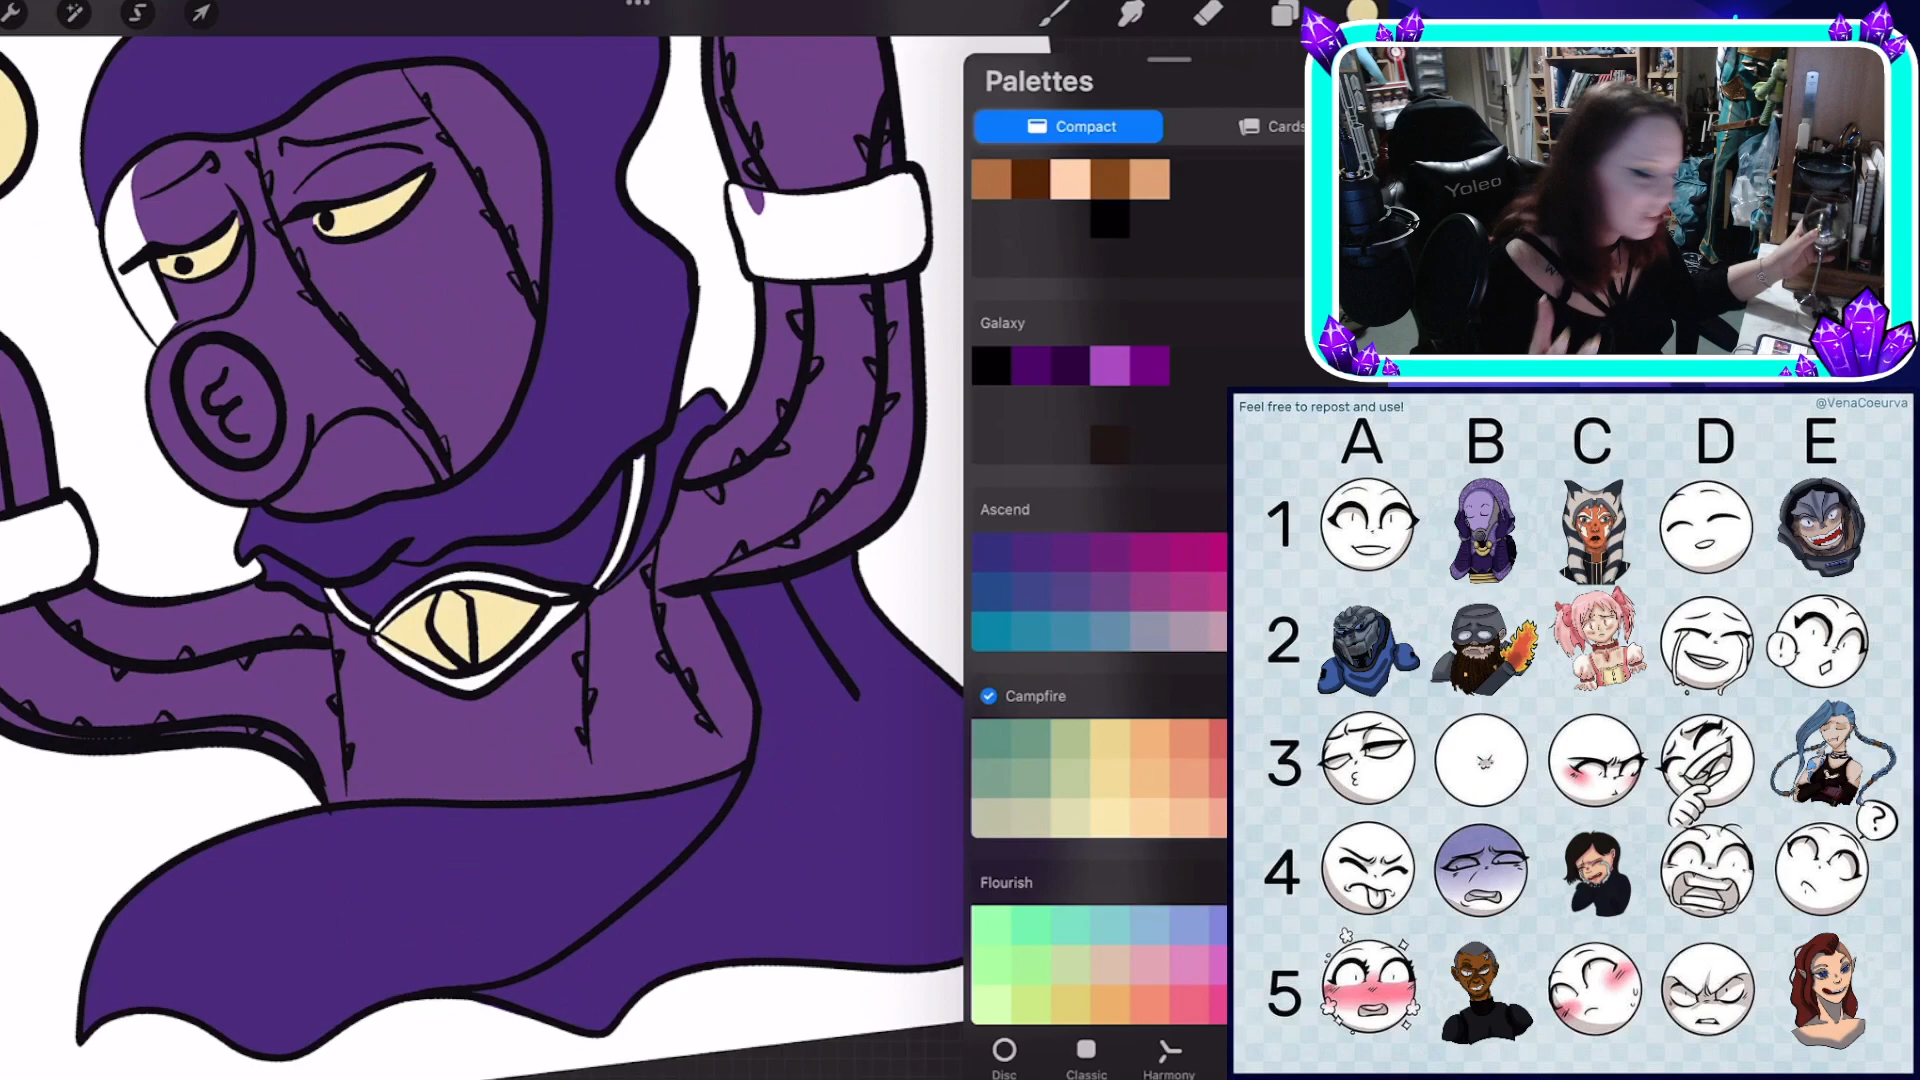 Palettes
Compact
Cards
Galaxy
Ascend
Campfire
Flourish
Disc
Classic
Harmony
Yoleo
Feel free to repost and use!
@VenaCoeurva
A B C D E
1
2
!
3
?
4
5